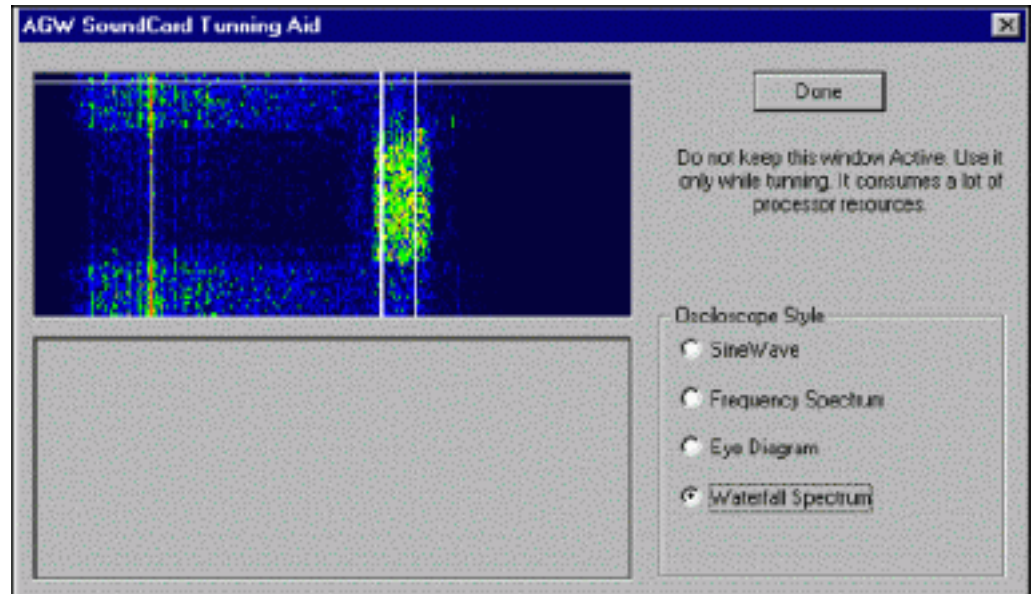 AGW SoundCard Tunning Aid
Done
Do not keep this window Active. Use it
only while tunning. It consumes a lot of
processor resources.
Osciloscope Style
SineWave
Frequency Spectrum
Eye Diagram
Waterfall Spectrum